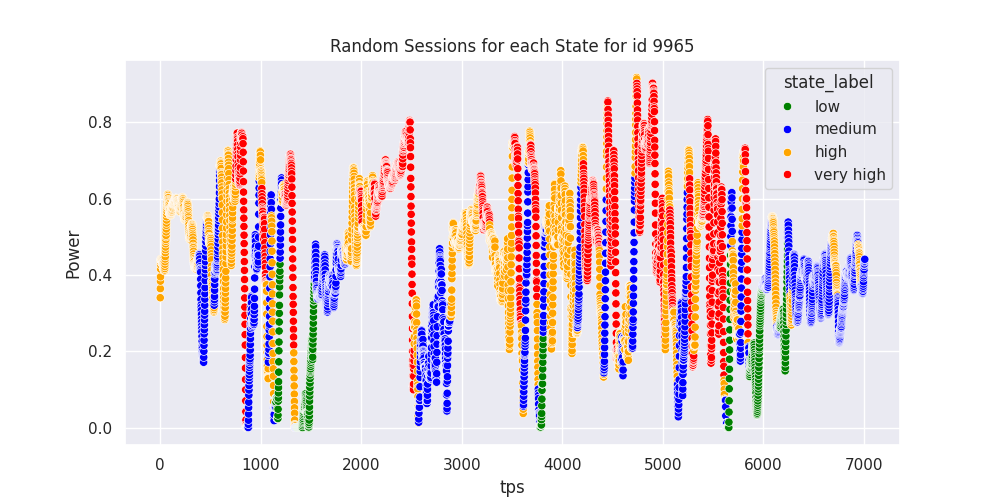 Random Sessions for each State for id 9965
state_label
low
medium
high
very high
Power
0.8
0.6
0.4
0.2
0.0
0 1000 2000 3000 4000 5000 6000 7000
tps